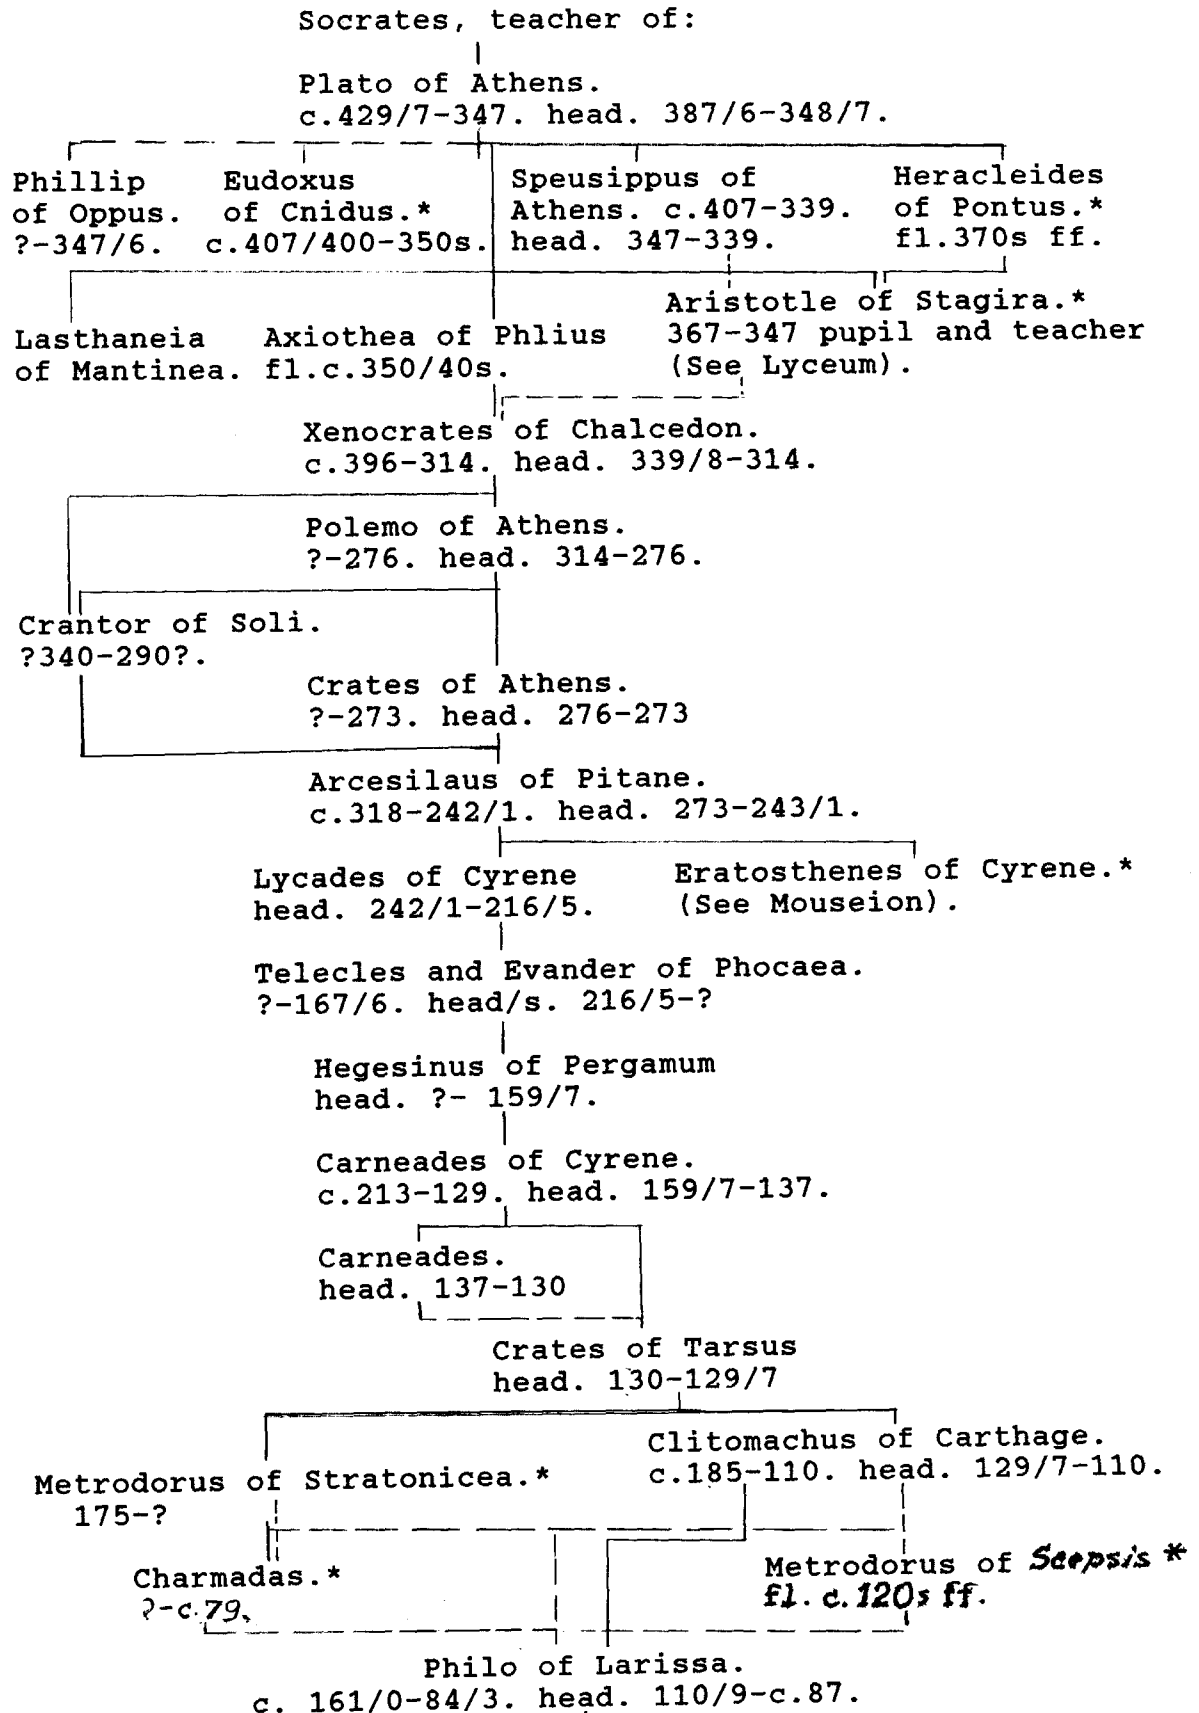 Socrates, teacher of:
Plato of Athens.
c.429/7-347. head. 387/6-348/7.
Phillip
of Oppus.
?-347/6.
Eudoxus
of Cnidus.*
c.407/400-350s.
Speusippus of
Athens. c.407-339.
head. 347-339.
Heracleides
of Pontus.*
fl.370s ff.
Lasthaneia
of Mantinea.
Axiothea of Phlius
fl.c.350/40s.
Aristotle of Stagira.*
367-347 pupil and teacher
(See Lyceum).
Xenocrates of Chalcedon.
c.396-314. head. 339/8-314.
Polemo of Athens.
?-276. head. 314-276.
Crantor of Soli.
?340-290?.
Crates of Athens.
?-273. head. 276-273
Arcesilaus of Pitane.
c.318-242/1. head. 273-243/1.
Lycades of Cyrene
head. 242/1-216/5.
Eratosthenes of Cyrene.*
(See Mouseion).
Telecles and Evander of Phocaea.
?-167/6. head/s. 216/5-?
Hegesinus of Pergamum
head. ?- 159/7.
Carneades of Cyrene.
c.213-129. head. 159/7-137.
Carneades.
head. 137-130
Crates of Tarsus
head. 130-129/7
Metrodorus of Stratonicea.*
175-?
Clitomachus of Carthage.
c.185-110. head. 129/7-110.
Charmadas.*
?-c.79.
Metrodorus of Scepsis *
fl. c.120s ff.
Philo of Larissa.
c. 161/0-84/3. head. 110/9-c.87.